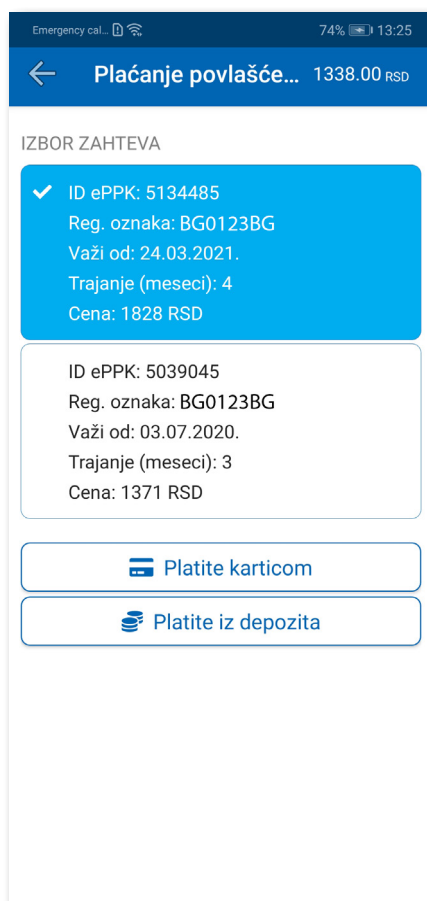 Emergency cal...
74% 13:25
Plaćanje povlašće... 1338.00 RSD
IZBOR ZAHTEVA
ID ePPK: 5134485
Reg. oznaka: BG0123BG
Važi od: 24.03.2021.
Trajanje (meseci): 4
Cena: 1828 RSD
ID ePPK: 5039045
Reg. oznaka: BG0123BG
Važi od: 03.07.2020.
Trajanje (meseci): 3
Cena: 1371 RSD
Platite karticom
Platite iz depozita